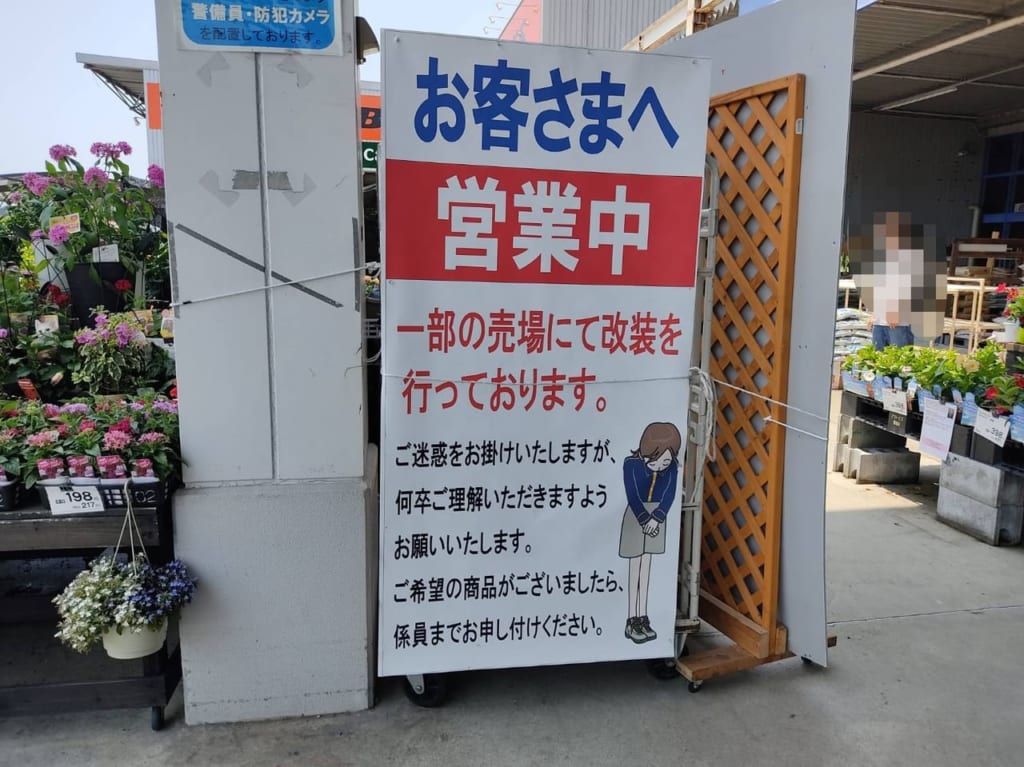 警備員・防犯カメラ
を配置しております。
B
Ca
お客さまへ
営業中
一部の売場にて改装を
行っております。
ご迷惑をお掛けいたしますが、
何卒ご理解いただきますよう
お願いいたします。
ご希望の商品がございましたら、
係員までお申し付けください。
198
217
02
398